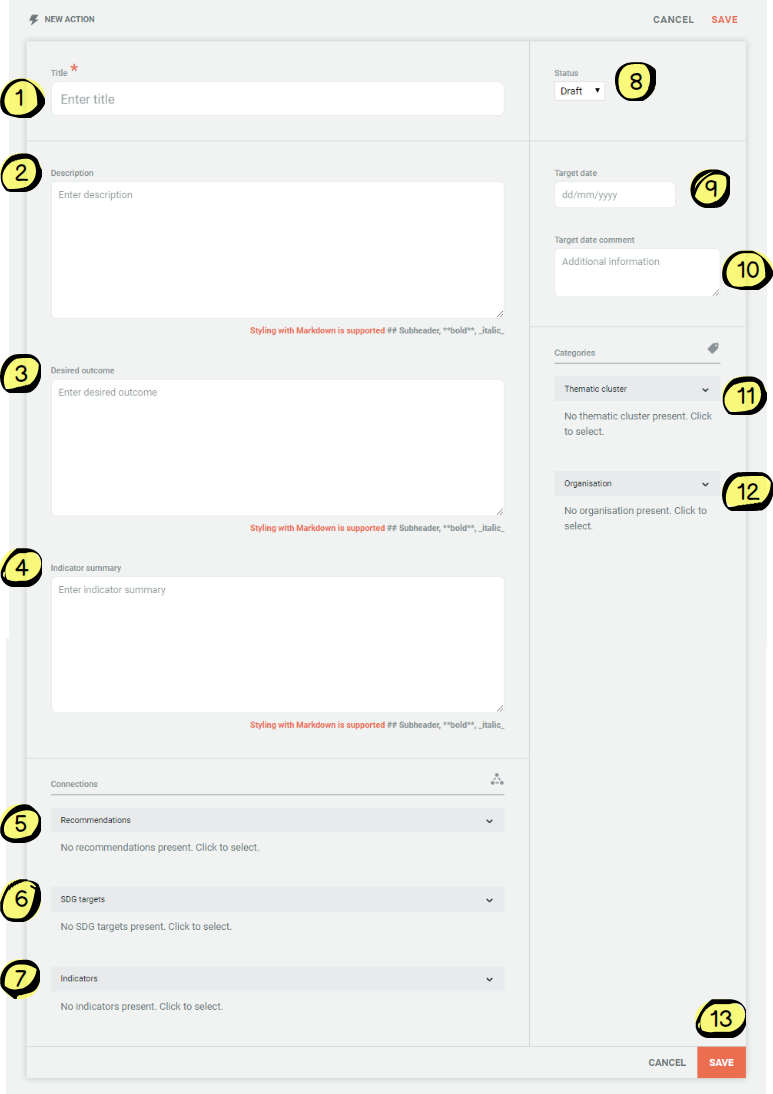 NEW ACTION
CANCEL SAVE
Title *
1
Enter title
Status
Draft
8
2
Description
Enter description
Styling with Markdown is supported ## Subheader, **bold**, _italic_
Target date
dd/mm/yyyy
9
Target date comment
Additional information
10
3
Desired outcome
Enter desired outcome
Styling with Markdown is supported ## Subheader, **bold**, _italic_
Categories
Thematic cluster
11
No thematic cluster present. Click
to select.
Organisation
12
No organisation present. Click to
select.
4
Indicator summary
Enter indicator summary
Styling with Markdown is supported ## Subheader, **bold**, _italic_
Connections
5
Recommendations
No recommendations present. Click to select.
6
SDG targets
No SDG targets present. Click to select.
7
Indicators
No indicators present. Click to select.
13
CANCEL SAVE